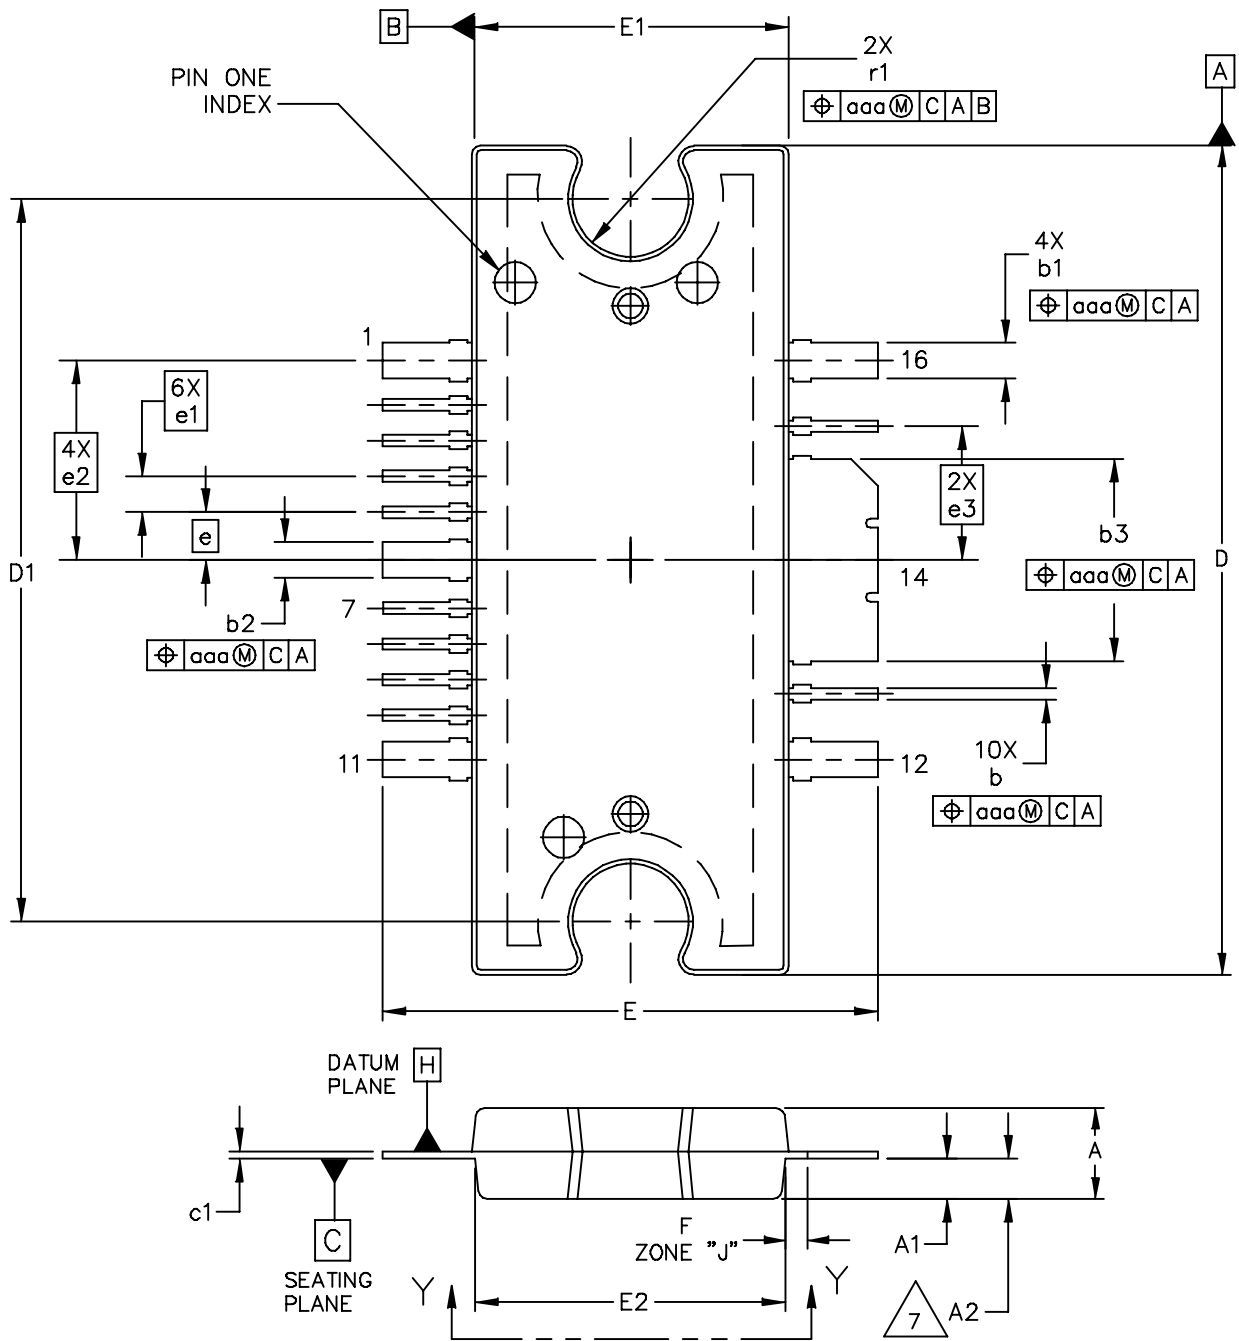 B
E1
2X
r1
⌖ aaa Ⓜ C A B
A
PIN ONE
INDEX
4X
b1
⌖ aaa Ⓜ C A
1
16
6X
e1
4X
e2
2X
e3
e
b3
⌖ aaa Ⓜ C A
D1
D
14
7
b2
⌖ aaa Ⓜ C A
11
12
10X
b
⌖ aaa Ⓜ C A
E
DATUM
PLANE
H
A
c1
C
SEATING
PLANE
F
ZONE "J"
A1
Y
Y
E2
7
A2